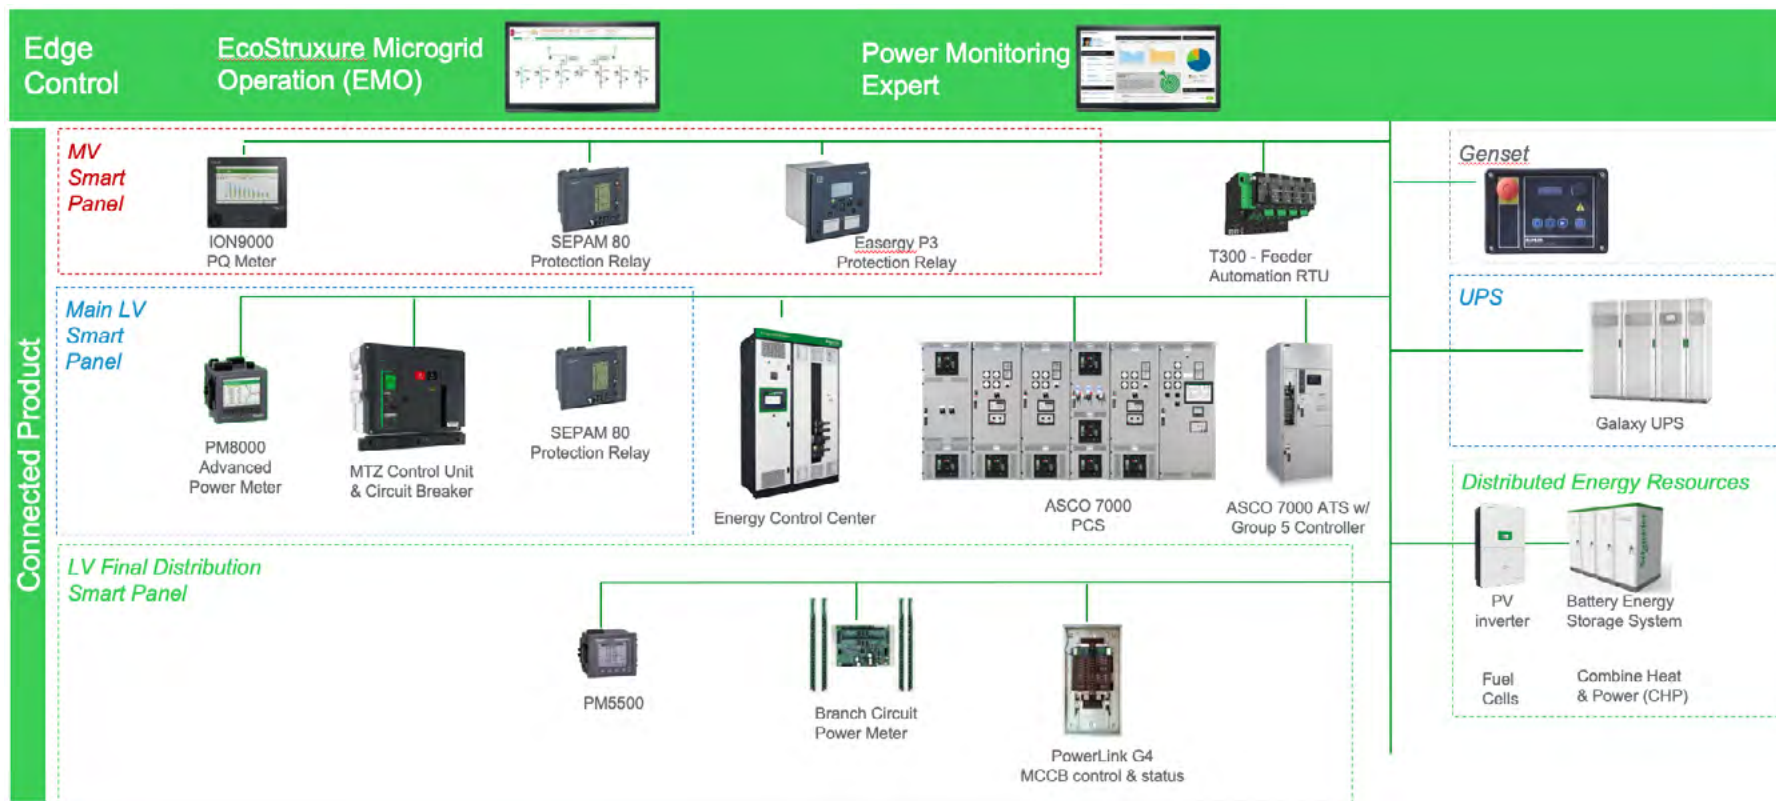 Edge
Control
EcoStruxure Microgrid
Operation (EMO)
Power Monitoring
Expert
Connected Product
MV
Smart
Panel
ION9000
PQ Meter
SEPAM 80
Protection Relay
Easergy P3
Protection Relay
T300 - Feeder
Automation RTU
Genset
Main LV
Smart
Panel
PM8000
Advanced
Power Meter
MTZ Control Unit
& Circuit Breaker
SEPAM 80
Protection Relay
Energy Control Center
ASCO 7000
PCS
ASCO 7000 ATS w/
Group 5 Controller
UPS
Galaxy UPS
LV Final Distribution
Smart Panel
PM5500
Branch Circuit
Power Meter
PowerLink G4
MCCB control & status
Distributed Energy Resources
Schneider
PV
inverter
Battery Energy
Storage System
Fuel
Cells
Combine Heat
& Power (CHP)